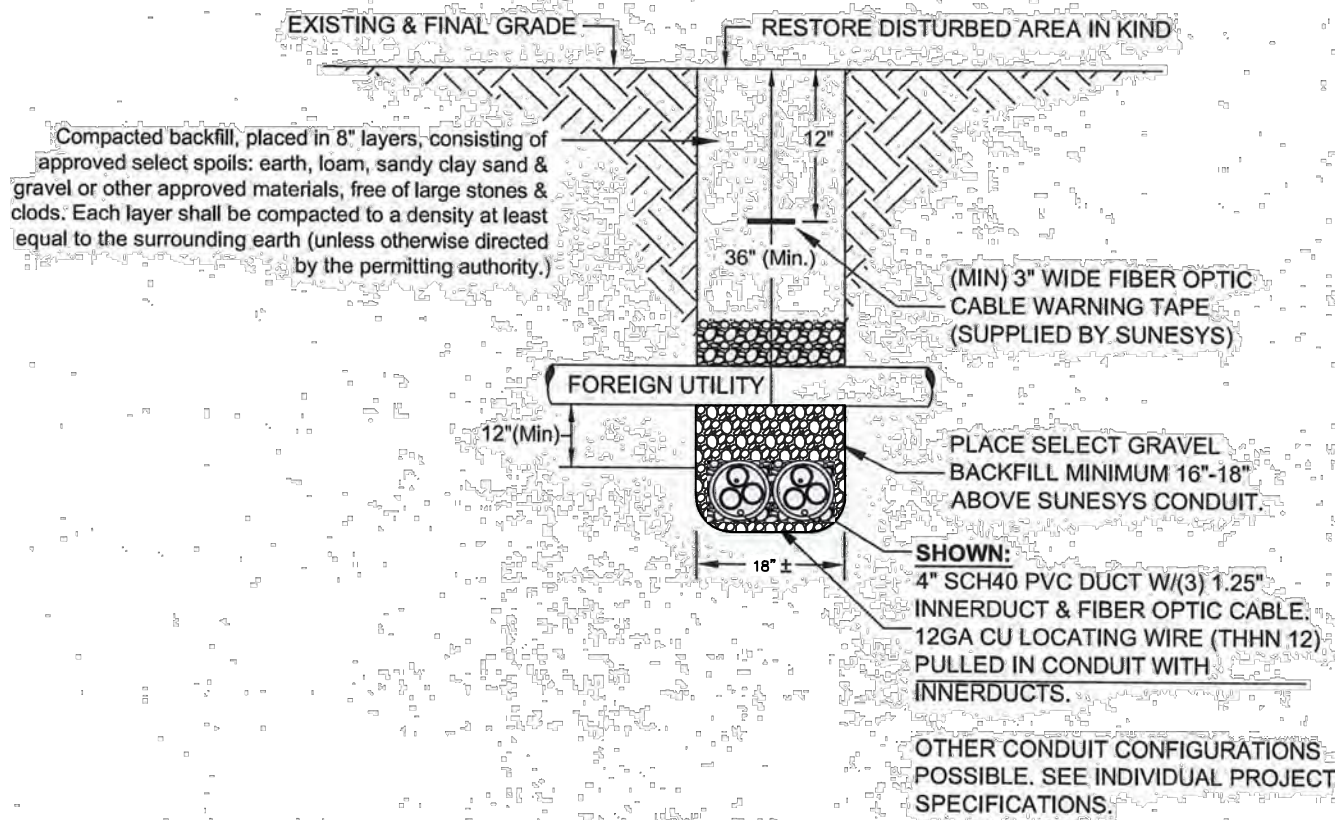 EXISTING & FINAL GRADE
RESTORE DISTURBED AREA IN KIND
Compacted backfill, placed in 8" layers, consisting of
approved select spoils: earth, loam, sandy clay sand &
gravel or other approved materials, free of large stones &
clods. Each layer shall be compacted to a density at least
equal to the surrounding earth (unless otherwise directed
by the permitting authority.)
12"
36" (Min.)
(MIN) 3" WIDE FIBER OPTIC
CABLE WARNING TAPE
(SUPPLIED BY SUNESYS)
FOREIGN UTILITY
12"(Min)
PLACE SELECT GRAVEL
BACKFILL MINIMUM 16"-18"
ABOVE SUNESYS CONDUIT.
18" ±
SHOWN:
4" SCH40 PVC DUCT W/(3) 1.25"
INNERDUCT & FIBER OPTIC CABLE.
12GA CU LOCATING WIRE (THHN 12)
PULLED IN CONDUIT WITH
INNERDUCTS.
OTHER CONDUIT CONFIGURATIONS
POSSIBLE. SEE INDIVIDUAL PROJECT
SPECIFICATIONS.